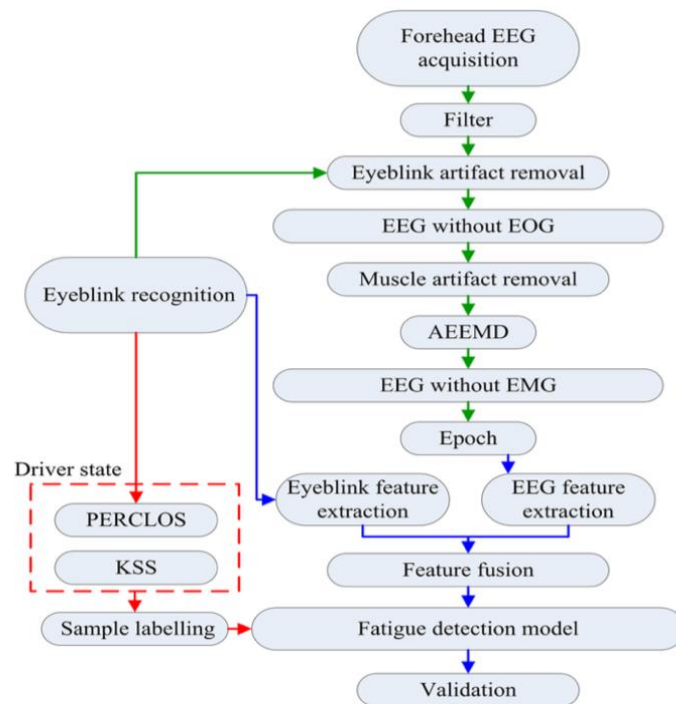 Forehead EEG
acquisition
Filter
Eyeblink artifact removal
EEG without EOG
Eyeblink recognition
Muscle artifact removal
AEEMD
EEG without EMG
Epoch
Driver state
Eyeblink feature
extraction
EEG feature
extraction
PERCLOS
KSS
Feature fusion
Sample labelling
Fatigue detection model
Validation